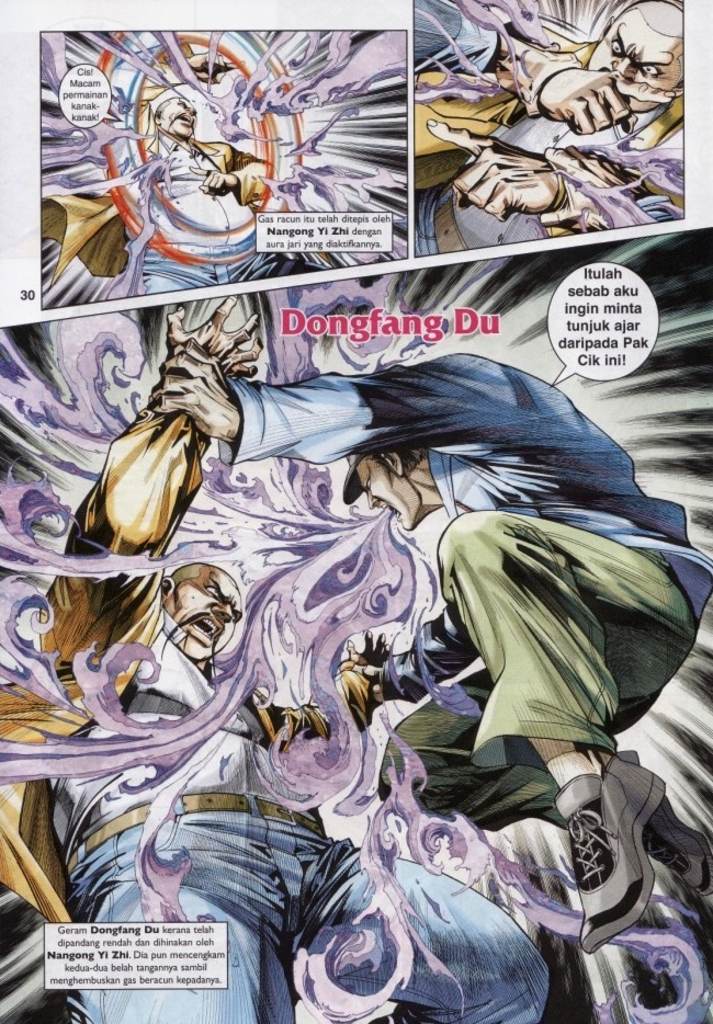 Cis!
Macam
permainan
kanak-
kanak!
Gas racun itu telah ditepis oleh
Nangong Yi Zhi dengan
aura jari yang diaktifkannya.
30
Dongfang Du
Itulah
sebab aku
ingin minta
tunjuk ajar
daripada Pak
Cik ini!
Geram Dongfang Du kerana telah
dipandang rendah dan dihinakan oleh
Nangong Yi Zhi. Dia pun mencengkam
kedua-dua belah tangannya sambil
menghembuskan gas beracun kepadanya.